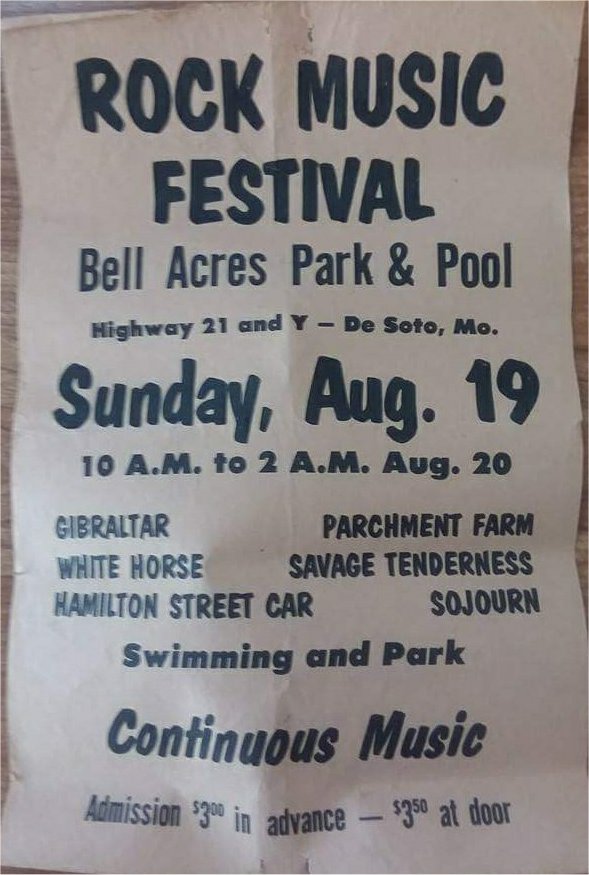 ROCK MUSIC
FESTIVAL
Bell Acres Park & Pool
Highway 21 and Y – De Soto, Mo.
Sunday, Aug. 19
10 A.M. to 2 A.M. Aug. 20
GIBRALTAR PARCHMENT FARM
WHITE HORSE SAVAGE TENDERNESS
HAMILTON STREET CAR SOJOURN
Swimming and Park
Continuous Music
Admission $3⁰⁰ in advance — $3⁵⁰ at door